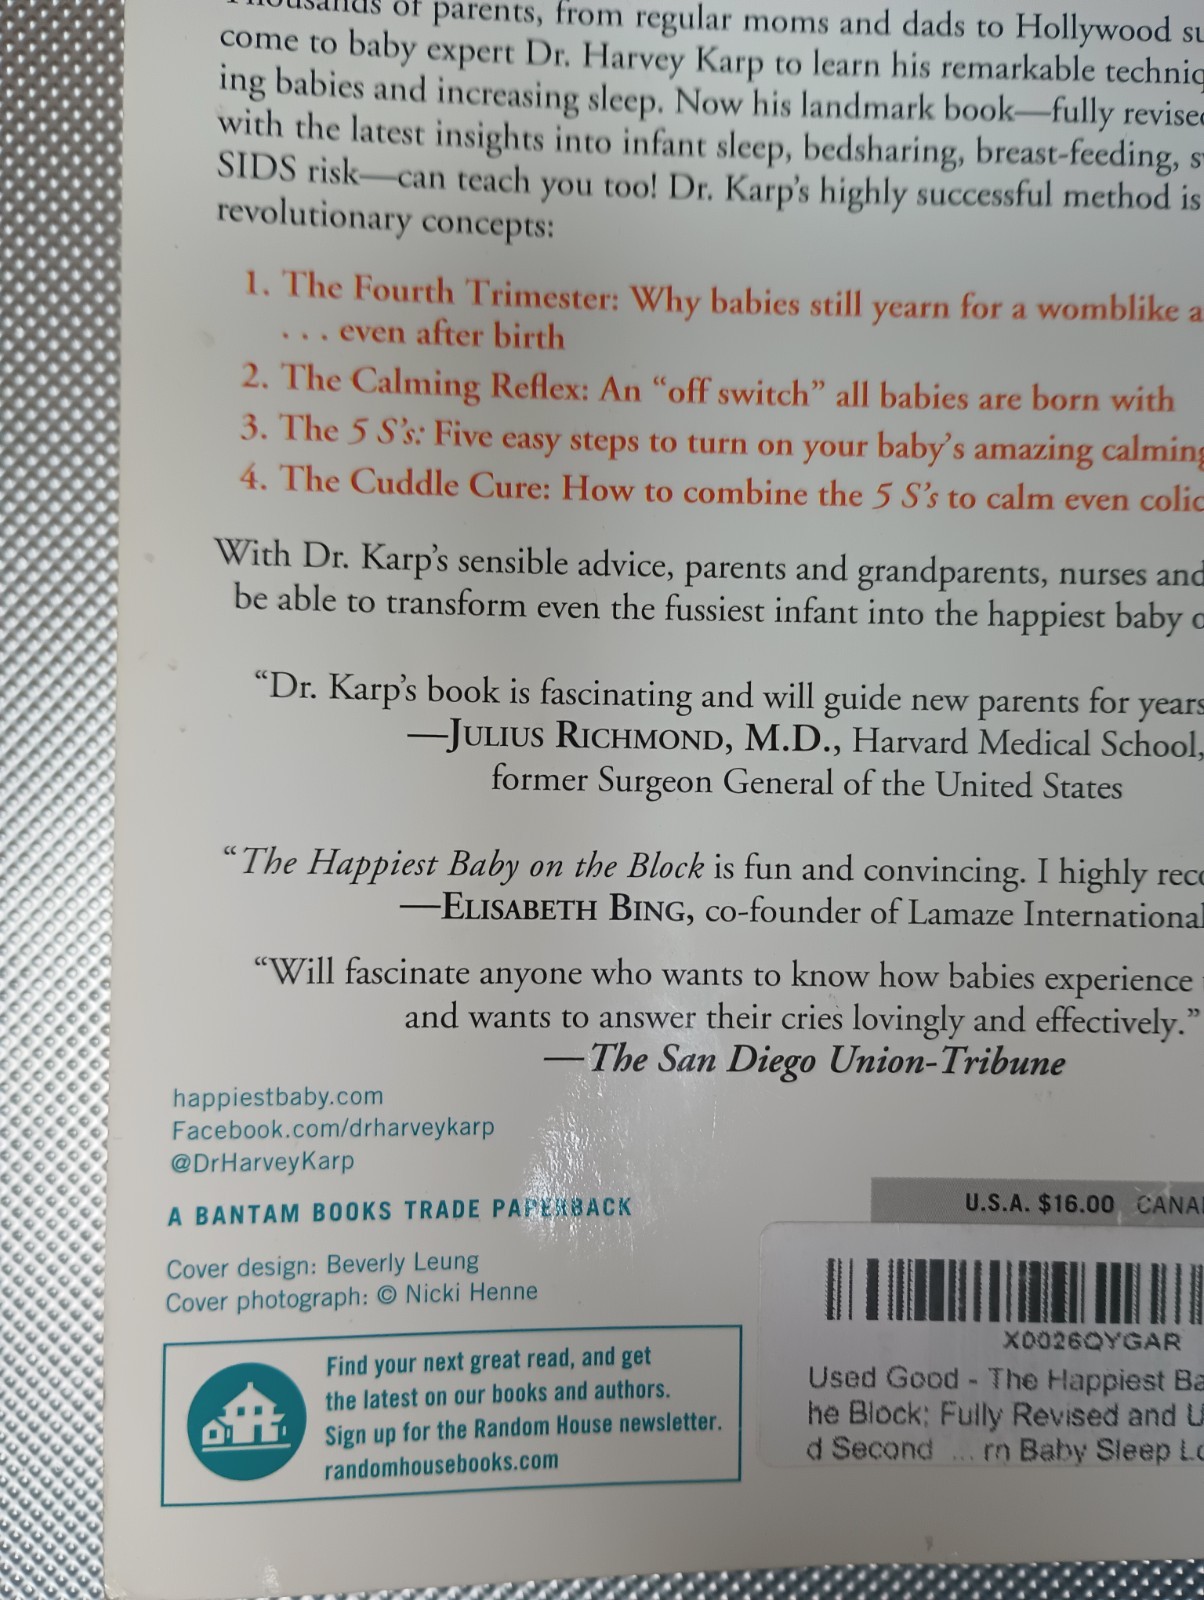 Thousands of parents, from regular moms and dads to Hollywood
come to baby expert Dr. Harvey Karp to learn his remarkable
ing babies and increasing sleep. Now his landmark book—fully
with the latest insights into infant sleep, bedsharing, breast-feeding,
SIDS risk—can teach you too! Dr. Karp's highly successful method is
revolutionary concepts:
1. The Fourth Trimester: Why babies still yearn for a womblike
. . . even after birth
2. The Calming Reflex: An “off switch” all babies are born with
3. The 5 S's: Five easy steps to turn on your baby's amazing calming
4. The Cuddle Cure: How to combine the 5 S's to calm even
With Dr. Karp's sensible advice, parents and grandparents, nurses and
be able to transform even the fussiest infant into the happiest baby
“Dr. Karp's book is fascinating and will guide new parents for years
—JULIUS RICHMOND, M.D., Harvard Medical School,
former Surgeon General of the United States
“The Happiest Baby on the Block is fun and convincing. I highly
—ELISABETH BING, co-founder of Lamaze International
“Will fascinate anyone who wants to know how babies experience
and wants to answer their cries lovingly and effectively.”
—The San Diego Union-Tribune
happiestbaby.com
Facebook.com/drharveykarp
@DrHarveyKarp
A BANTAM BOOKS TRADE PAPERBACK
U.S.A. $16.00
Cover design: Beverly Leung
Cover photograph: © Nicki Henne
Find your next great read, and get
the latest on our books and authors.
Sign up for the Random House newsletter.
randomhousebooks.com
X0026QYGAR
Used Good - The Happiest
he Block: Fully Revised and
d Second ... rn Baby Sleep